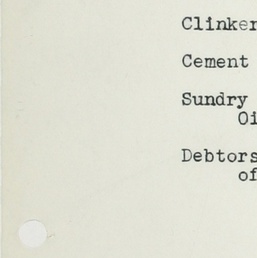 Clinker
Cement
Sundry
Oi
Debtors
of